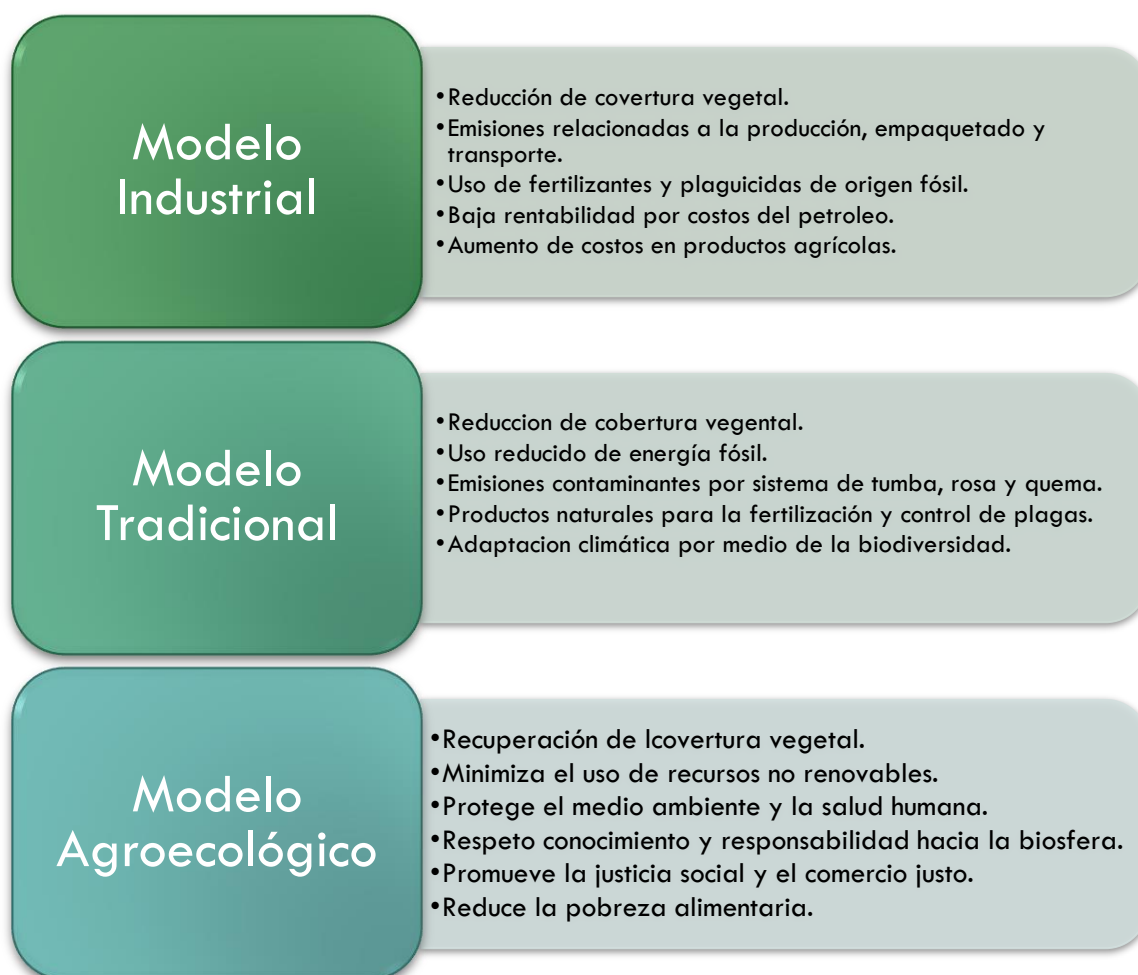 Modelo
Industrial
•Reducción de covertura vegetal.
•Emisiones relacionadas a la producción, empaquetado y
transporte.
•Uso de fertilizantes y plaguicidas de origen fósil.
•Baja rentabilidad por costos del petroleo.
•Aumento de costos en productos agrícolas.
Modelo
Tradicional
•Reduccion de cobertura vegental.
•Uso reducido de energía fósil.
•Emisiones contaminantes por sistema de tumba, rosa y quema.
•Productos naturales para la fertilización y control de plagas.
•Adaptacion climática por medio de la biodiversidad.
Modelo
Agroecológico
•Recuperación de lcovertura vegetal.
•Minimiza el uso de recursos no renovables.
•Protege el medio ambiente y la salud humana.
•Respeto conocimiento y responsabilidad hacia la biosfera.
•Promueve la justicia social y el comercio justo.
•Reduce la pobreza alimentaria.